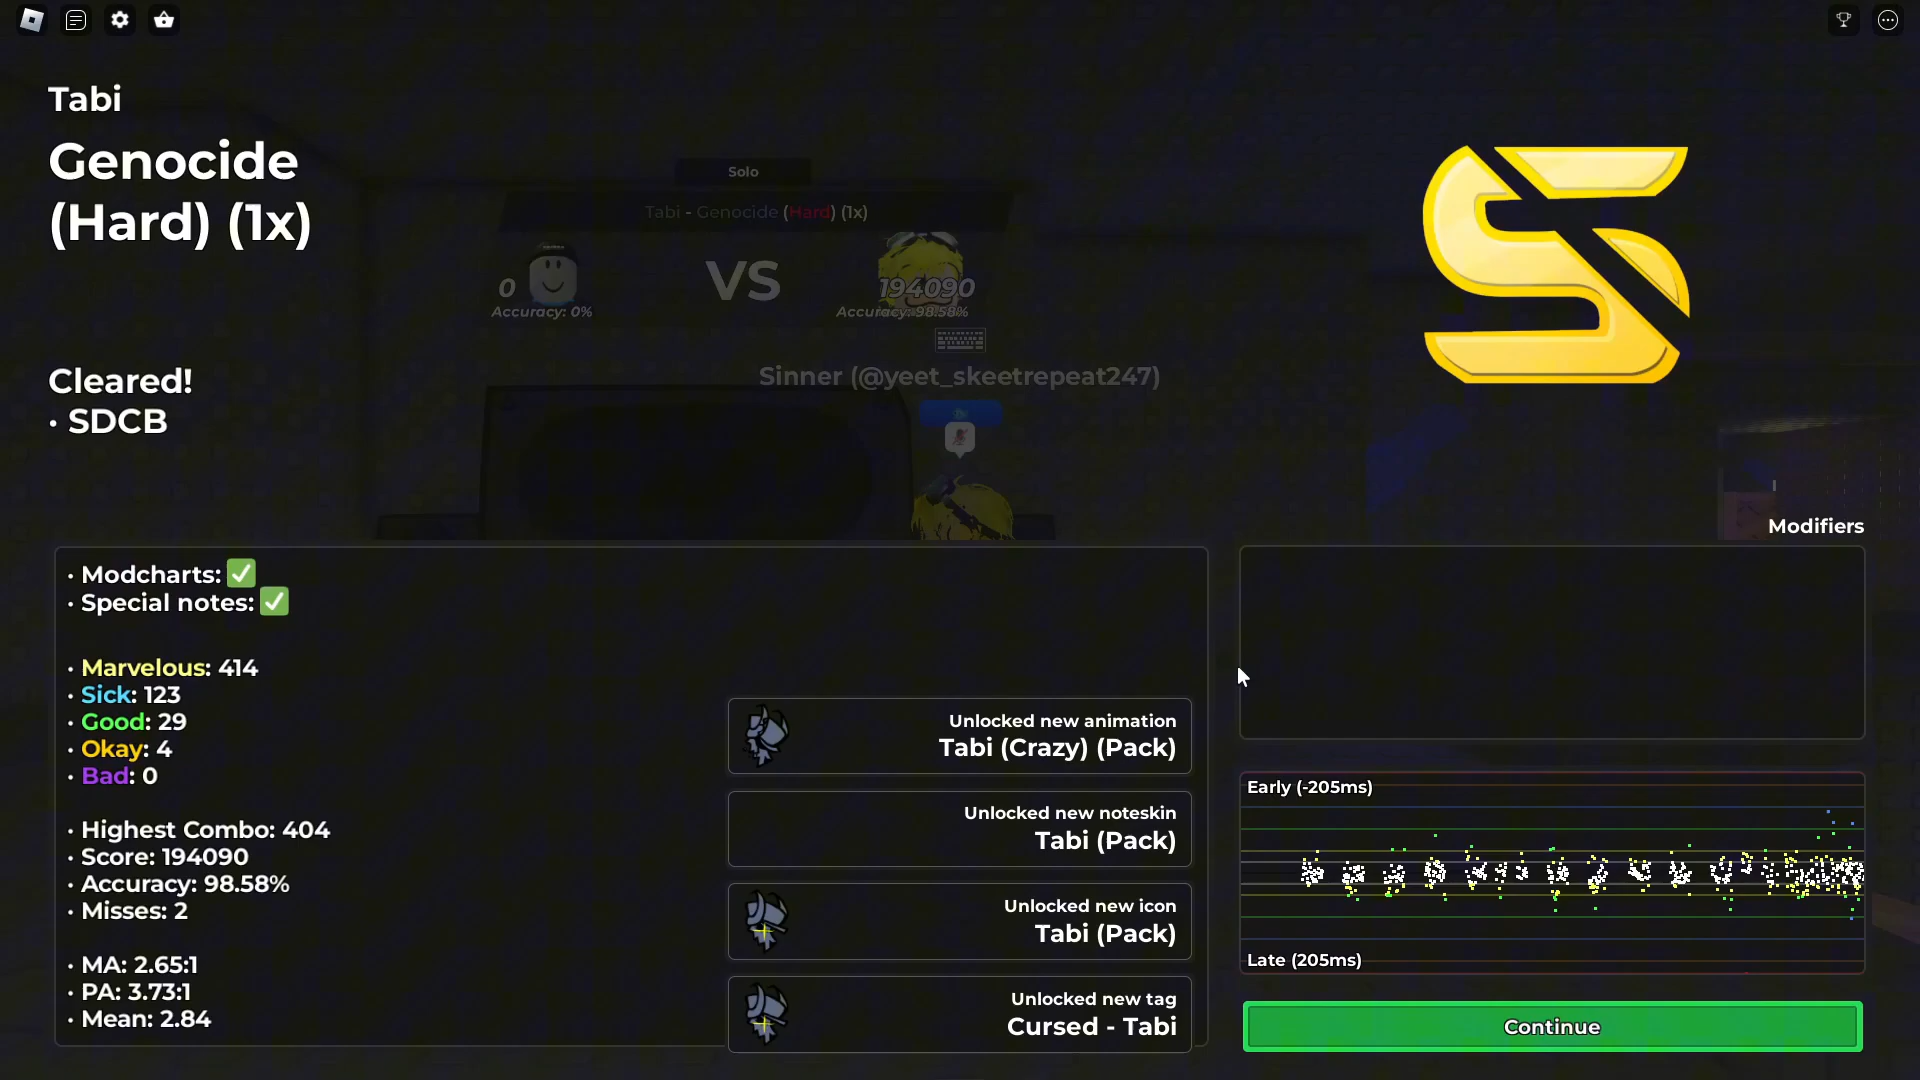 Tabi
Genocide
(Hard) (1x)
Solo
Tabi - Genocide (Hard) (1x)
0
VS
194090
Accuracy: 0%
Accuracy: 98.58%
Sinner (@yeet_skeetrepeat247)
Cleared!
· SDCB
Modifiers
· Modcharts: ✅
· Special notes: ✅
· Marvelous: 414
· Sick: 123
· Good: 29
· Okay: 4
· Bad: 0
· Highest Combo: 404
· Score: 194090
· Accuracy: 98.58%
· Misses: 2
· MA: 2.65:1
· PA: 3.73:1
· Mean: 2.84
Unlocked new animation
Tabi (Crazy) (Pack)
Unlocked new noteskin
Tabi (Pack)
Unlocked new icon
Tabi (Pack)
Unlocked new tag
Cursed - Tabi
Early (-205ms)
Late (205ms)
Continue